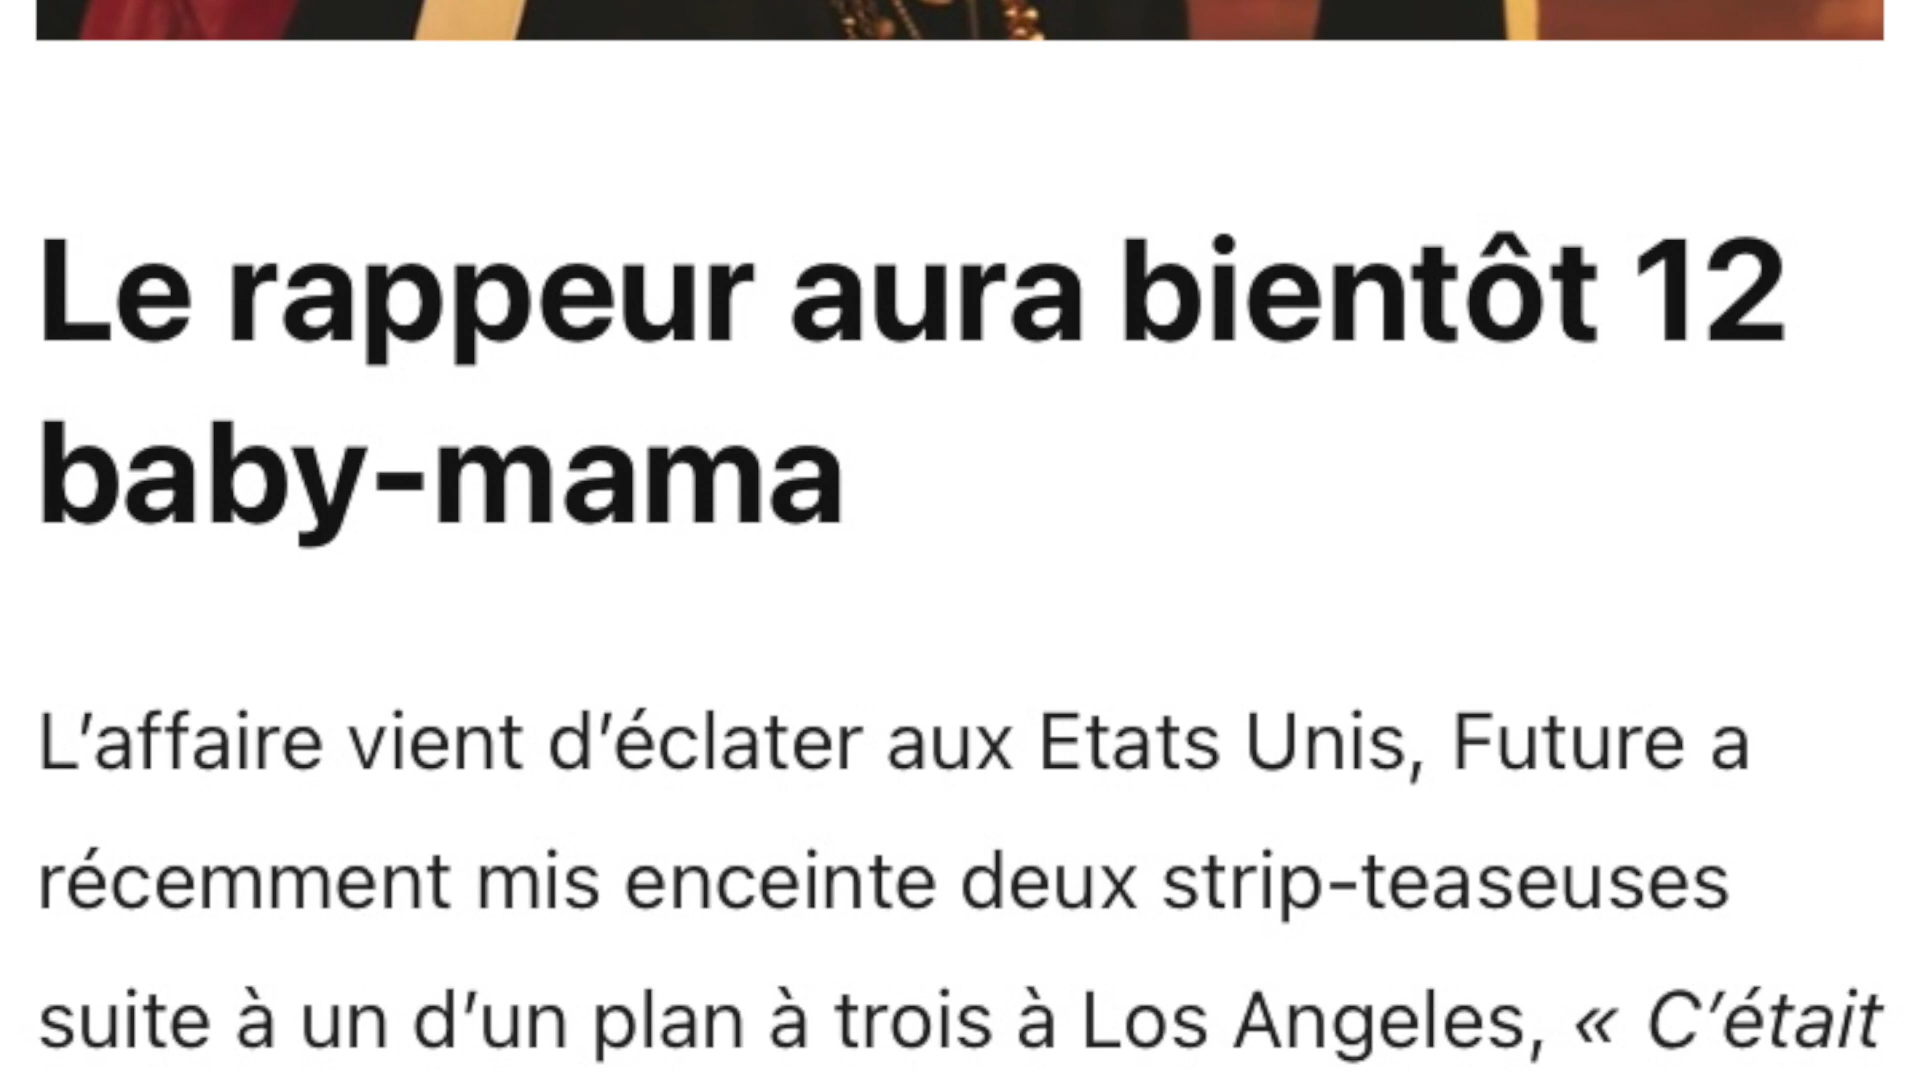 Le rappeur aura bientôt 12
baby-mama
L’affaire vient d’éclater aux Etats Unis, Future a
récemment mis enceinte deux strip-teaseuses
suite à un d’un plan à trois à Los Angeles, « C’était